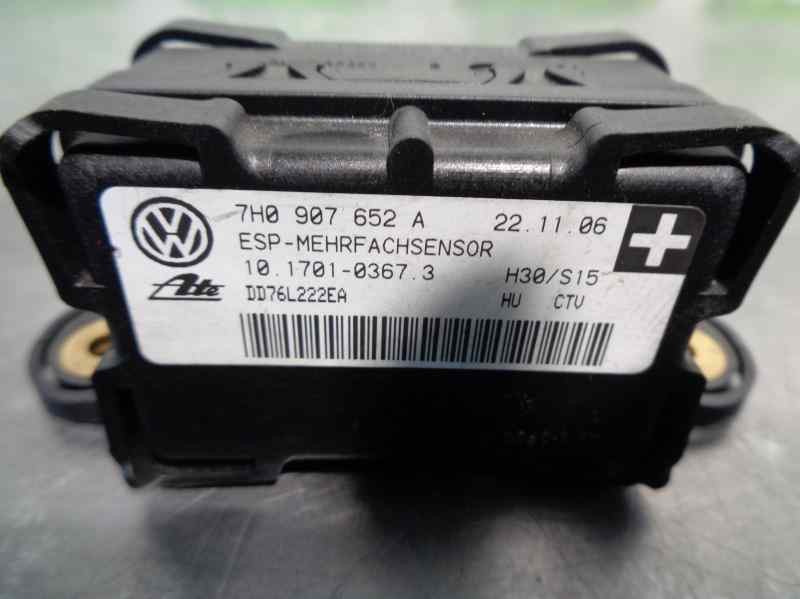 7H0 907 652 A 22.11.06
ESP-MEHRFACHSENSOR
10.1701-0367.3 H30/S15
Ate DD76L222EA HU CTV